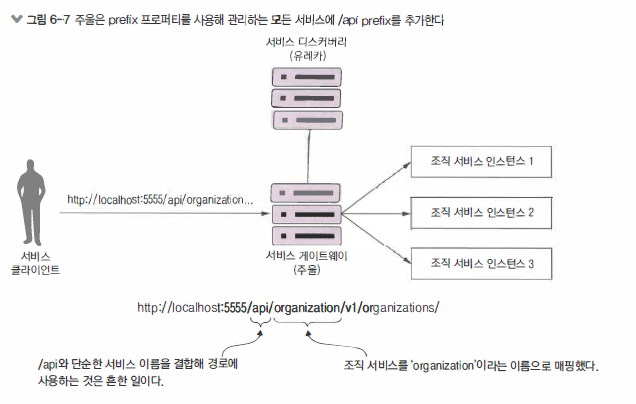 그림 6-7 주울은 prefix 프로퍼티를 사용해 관리하는 모든 서비스에 /api prefix를 추가한다
서비스 디스커버리
(유레카)
조직 서비스 인스턴스 1
http://localhost:5555/api/organization...
조직 서비스 인스턴스 2
서비스
클라이언트
서비스 게이트웨이
(주울)
조직 서비스 인스턴스 3
http://localhost:5555/api/organization/v1/organizations/
/api와 단순한 서비스 이름을 결합해 경로에
사용하는 것은 흔한 일이다.
조직 서비스를 'organization'이라는 이름으로 매핑했다.